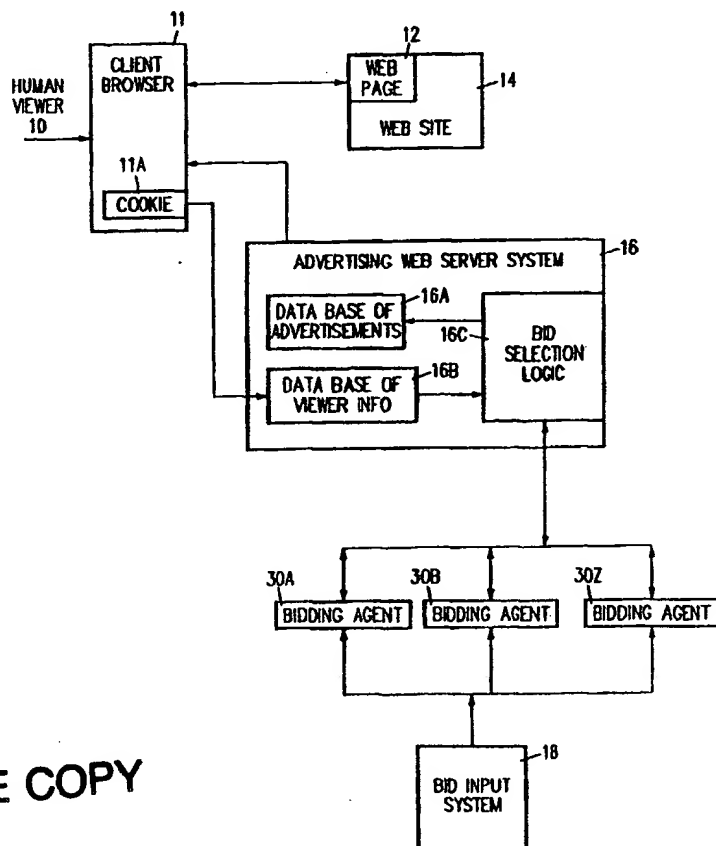 11
CLIENT
BROWSER
HUMAN
VIEWER
10
11A
COOKIE
12
WEB
PAGE
14
WEB SITE
16
ADVERTISING WEB SERVER SYSTEM
16A
DATA BASE OF
ADVERTISEMENTS
16C
BID
SELECTION
LOGIC
16B
DATA BASE OF
VIEWER INFO
30A
BIDDING AGENT
30B
BIDDING AGENT
30Z
BIDDING AGENT
18
BID INPUT
SYSTEM
E COPY